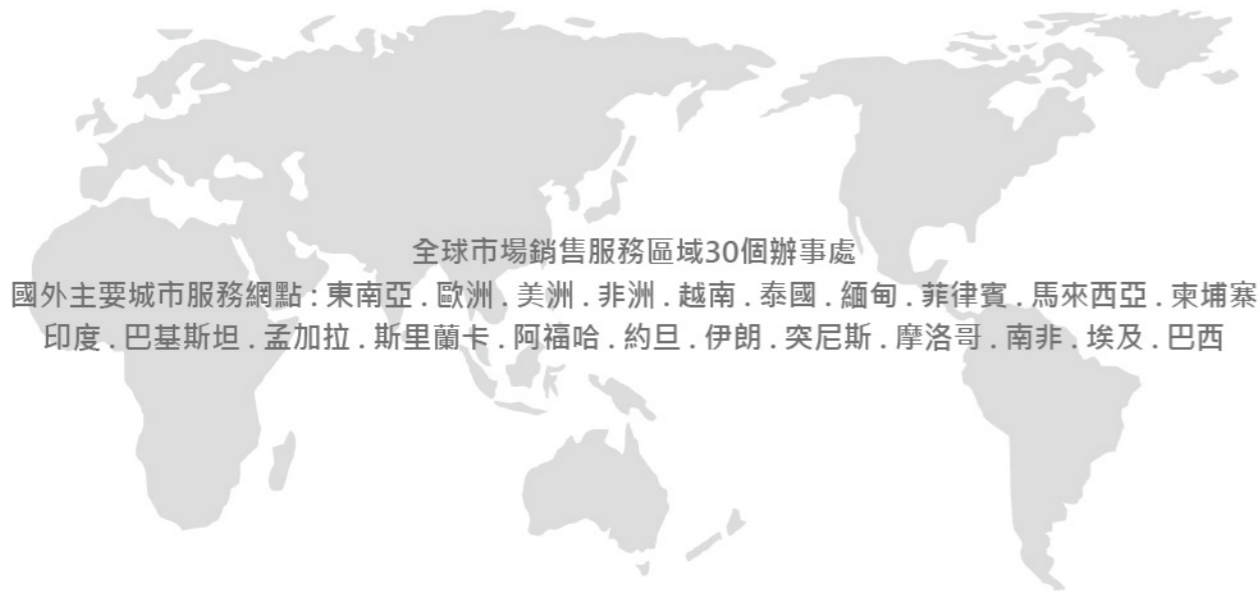 全球市場銷售服務區域30個辦事處
國外主要城市服務網點 : 東南亞 . 歐洲 . 美洲 . 非洲 . 越南 . 泰國 . 緬甸 . 菲律賓 . 馬來西亞 . 柬埔寨
印度 . 巴基斯坦 . 孟加拉 . 斯里蘭卡 . 阿福哈 . 約旦 . 伊朗 . 突尼斯 . 摩洛哥 . 南非 . 埃及 . 巴西